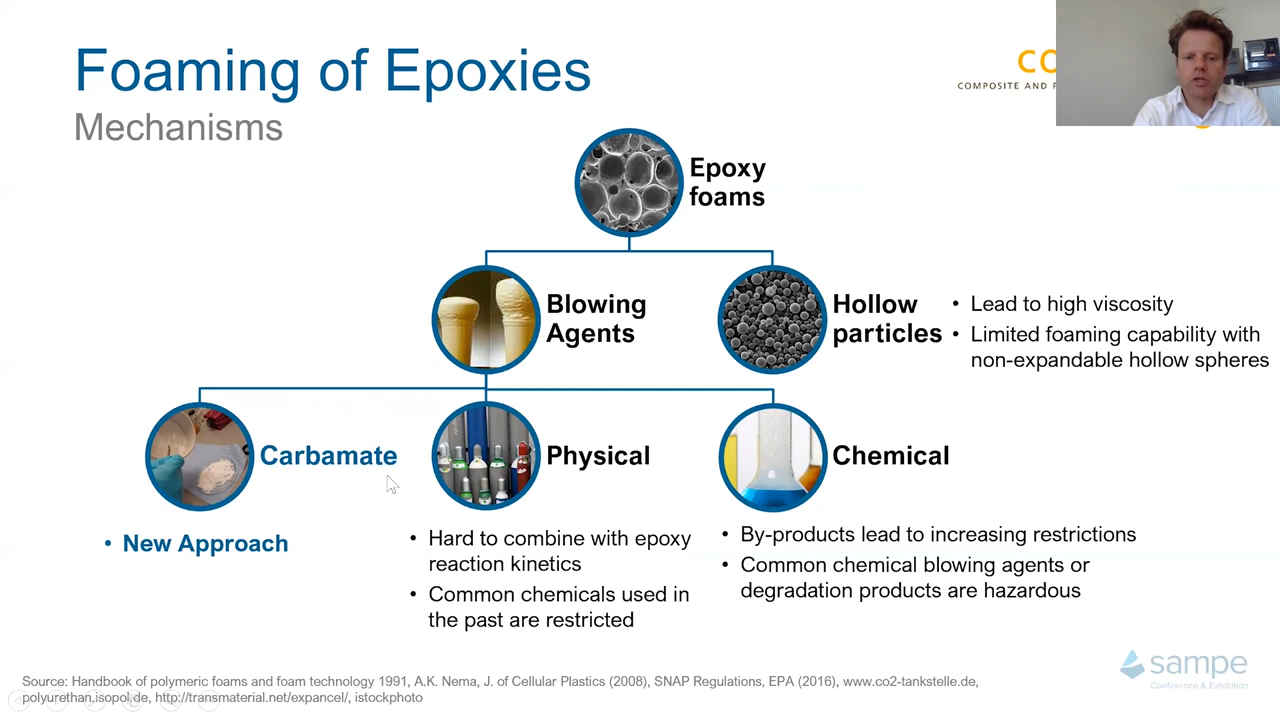 Foaming of Epoxies
Mechanisms
CO
COMPOSITE AND
Epoxy
foams
Blowing
Agents
Hollow
particles
• Lead to high viscosity
• Limited foaming capability with
non-expandable hollow spheres
Carbamate
Physical
Chemical
• New Approach
• Hard to combine with epoxy
reaction kinetics
• Common chemicals used in
the past are restricted
• By-products lead to increasing restrictions
• Common chemical blowing agents or
degradation products are hazardous
sampe
Conference & Exhibition
Source: Handbook of polymeric foams and foam technology 1991, A.K. Nema, J. of Cellular Plastics (2008), SNAP Regulations, EPA (2016), www.co2-tankstelle.de,
polyurethan.isopol.de, http://transmaterial.net/expancel/, istockphoto